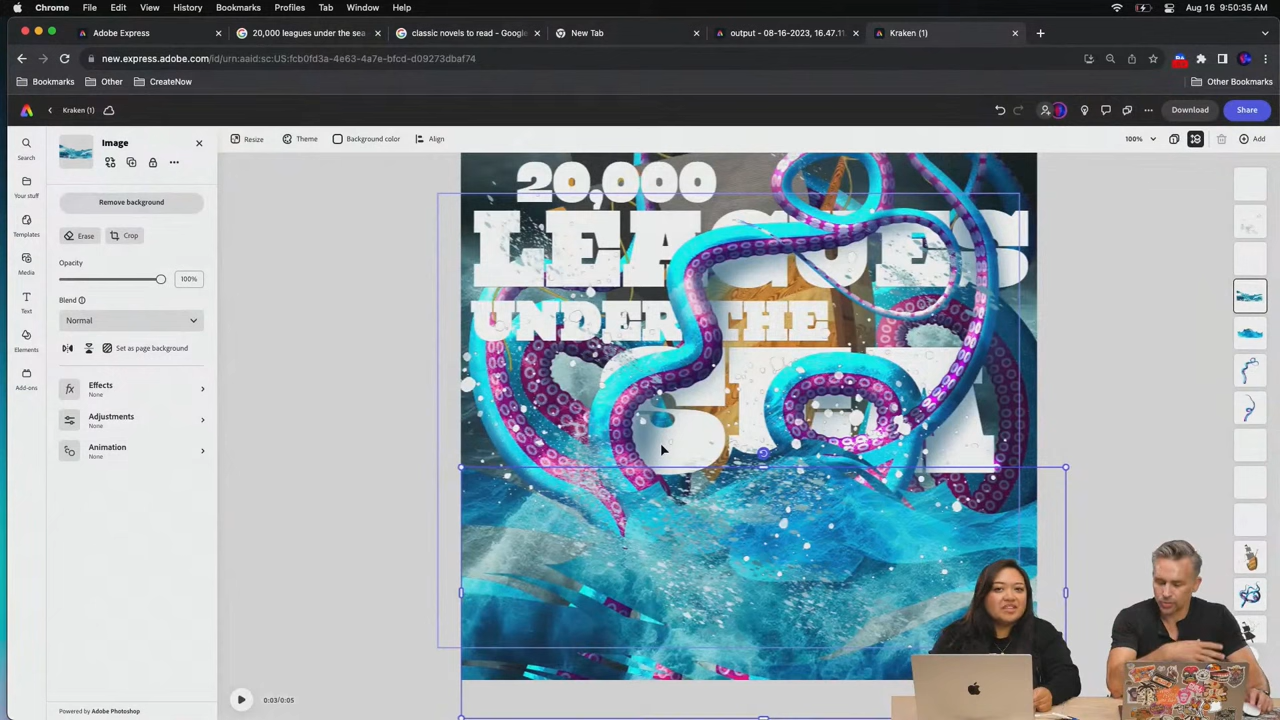 Chrome File Edit View History Bookmarks Profiles Tab Window Help Aug 16 9:50:35 AM
Adobe Express 20,000 leagues under the sea classic novels to read - Google New Tab output - 08-16-2023, 16.47.11 Kraken (1)
new.express.adobe.com/id/urn:aaid:sc:US:fcb0fd3a-4e63-4a7e-bfcd-d09273dbaf74
Bookmarks Other CreateNow Other Bookmarks
Kraken (1) Download Share
Resize Theme Background color Align 100% Add
Search
Your stuff
Templates
Media
Text
Elements
Add-ons
Image
Remove background
Erase Crop
Opacity
100%
Blend
Normal
Set as page background
Effects
None
Adjustments
None
Animation
None
Powered by Adobe Photoshop
20,000
LEAGUES
UNDER THE
SEA
0:03/0:05